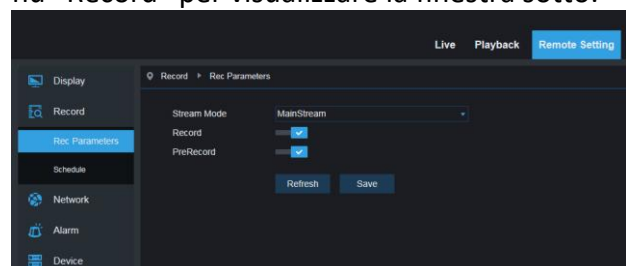 "Record" per visualizzare la finestra sotto.
Live Playback Remote Setting
Display
Record
Rec Parameters
Schedule
Network
Alarm
Device
Record ▸ Rec Parameters
Stream Mode MainStream
Record
PreRecord
Refresh Save